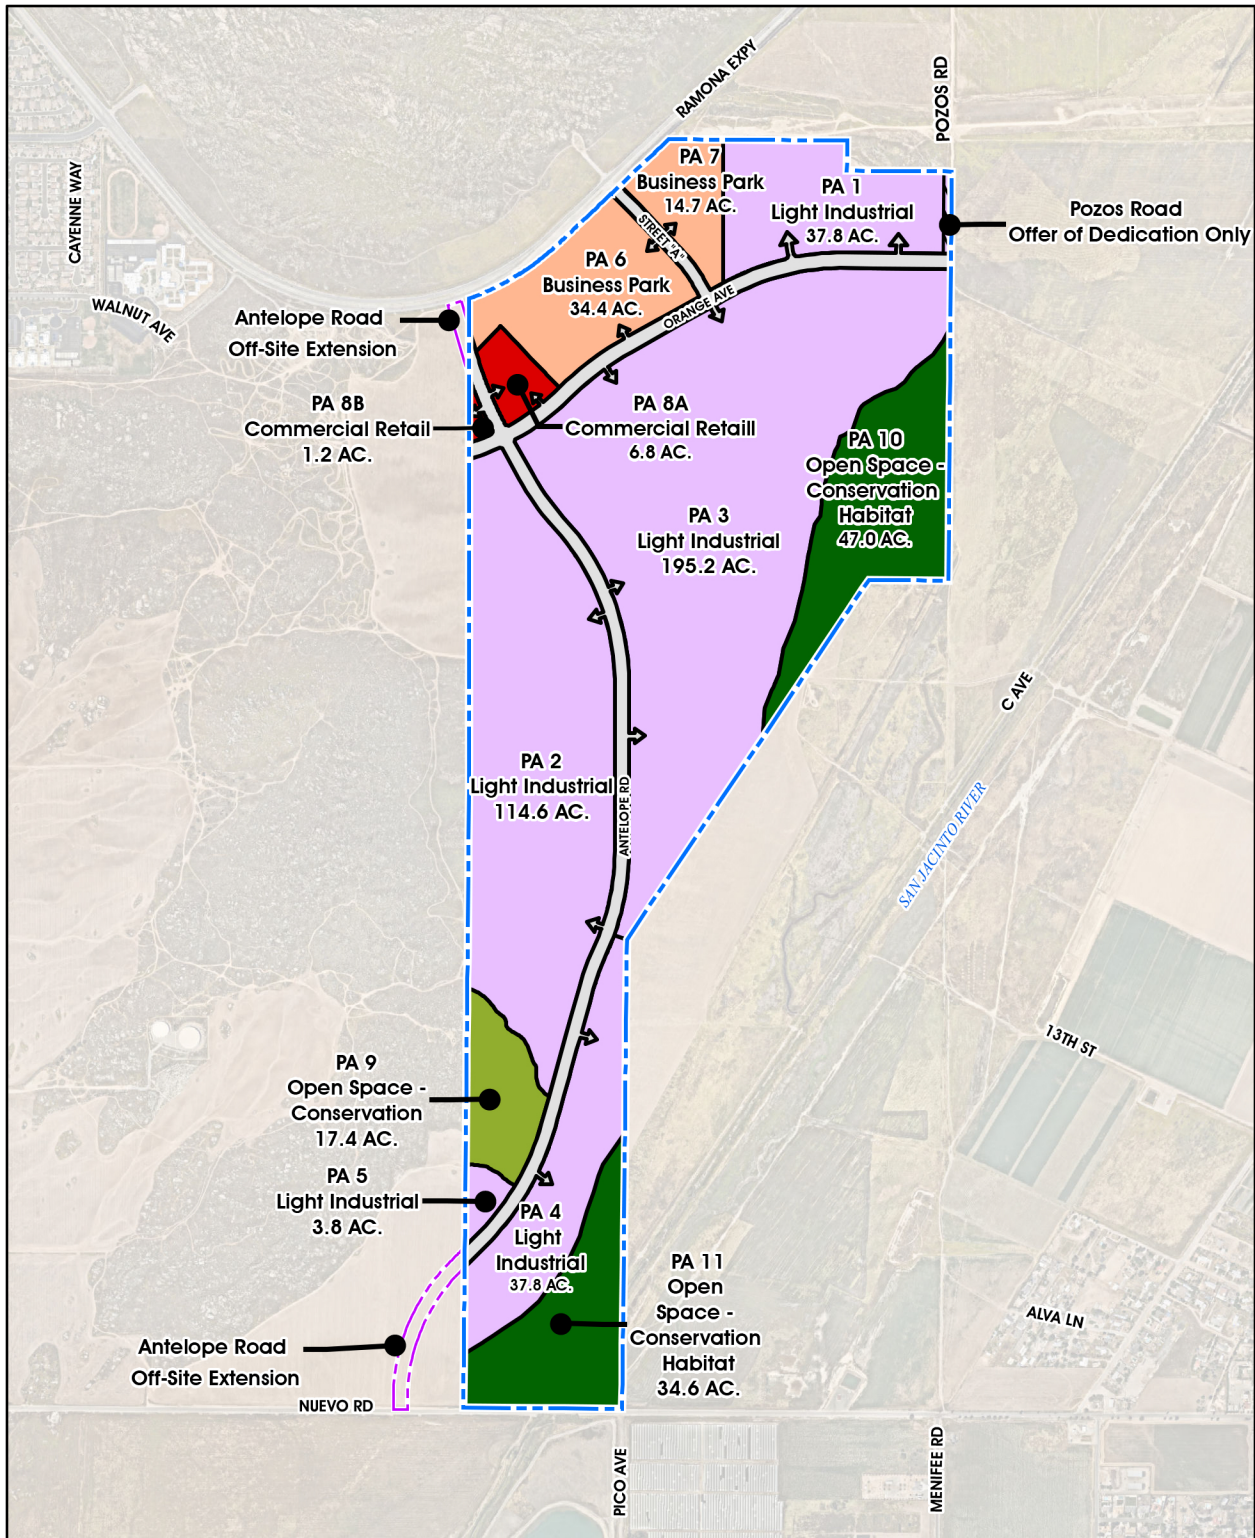 RAMONA EXPY
POZOS RD
CAYENNE WAY
WALNUT AVE
PA 7
Business Park
14.7 AC.
PA 1
Light Industrial
37.8 AC.
Pozos Road
Offer of Dedication Only
STREET "A"
PA 6
Business Park
34.4 AC.
ORANGE AVE
Antelope Road
Off-Site Extension
PA 8B
Commercial Retail
1.2 AC.
PA 8A
Commercial Retaill
6.8 AC.
PA 10
Open Space -
Conservation
Habitat
47.0 AC.
PA 3
Light Industrial
195.2 AC.
C AVE
SAN JACINTO RIVER
PA 2
Light Industrial
114.6 AC.
ANTELOPE RD
13TH ST
PA 9
Open Space -
Conservation
17.4 AC.
PA 5
Light Industrial
3.8 AC.
PA 4
Light
Industrial
37.8 AC.
PA 11
Open
Space -
Conservation
Habitat
34.6 AC.
ALVA LN
Antelope Road
Off-Site Extension
NUEVO RD
PICO AVE
MENIFEE RD